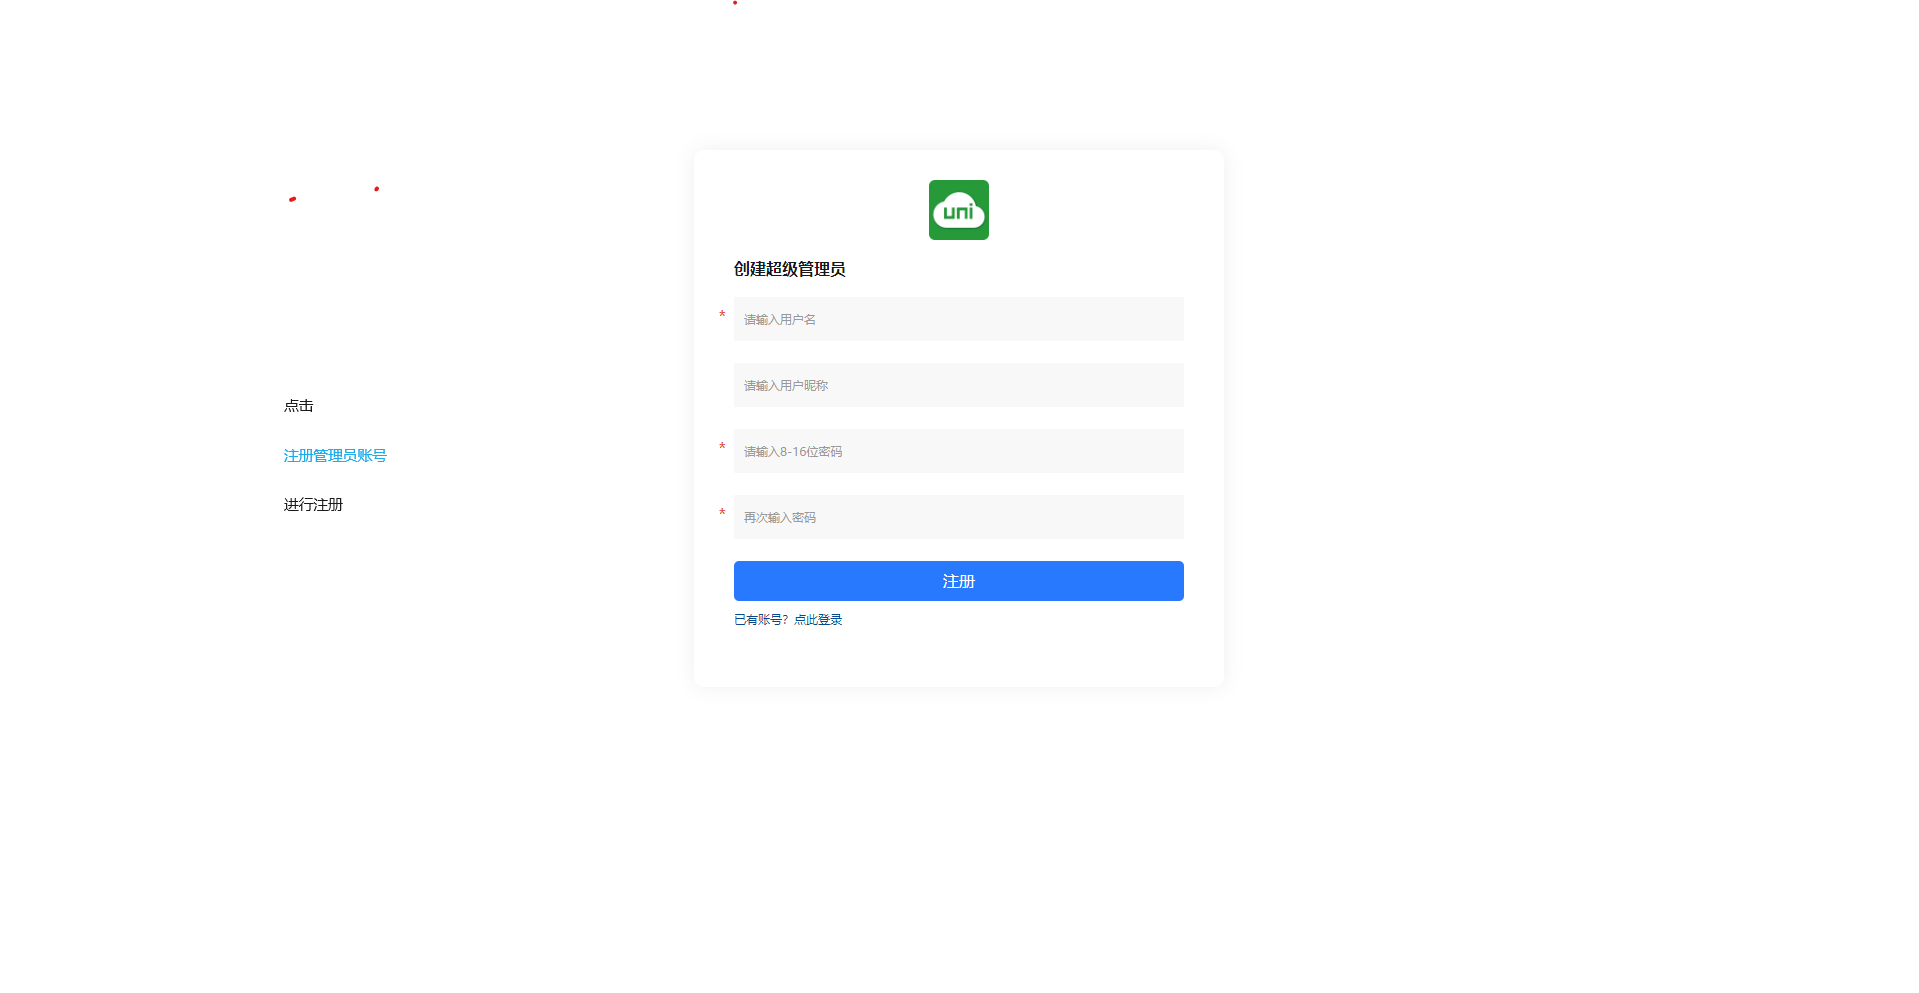 uni
创建超级管理员
* 请输入用户名
请输入用户昵称
* 请输入8-16位密码
* 再次输入密码
注册
已有账号？点此登录
点击
注册管理员账号
进行注册